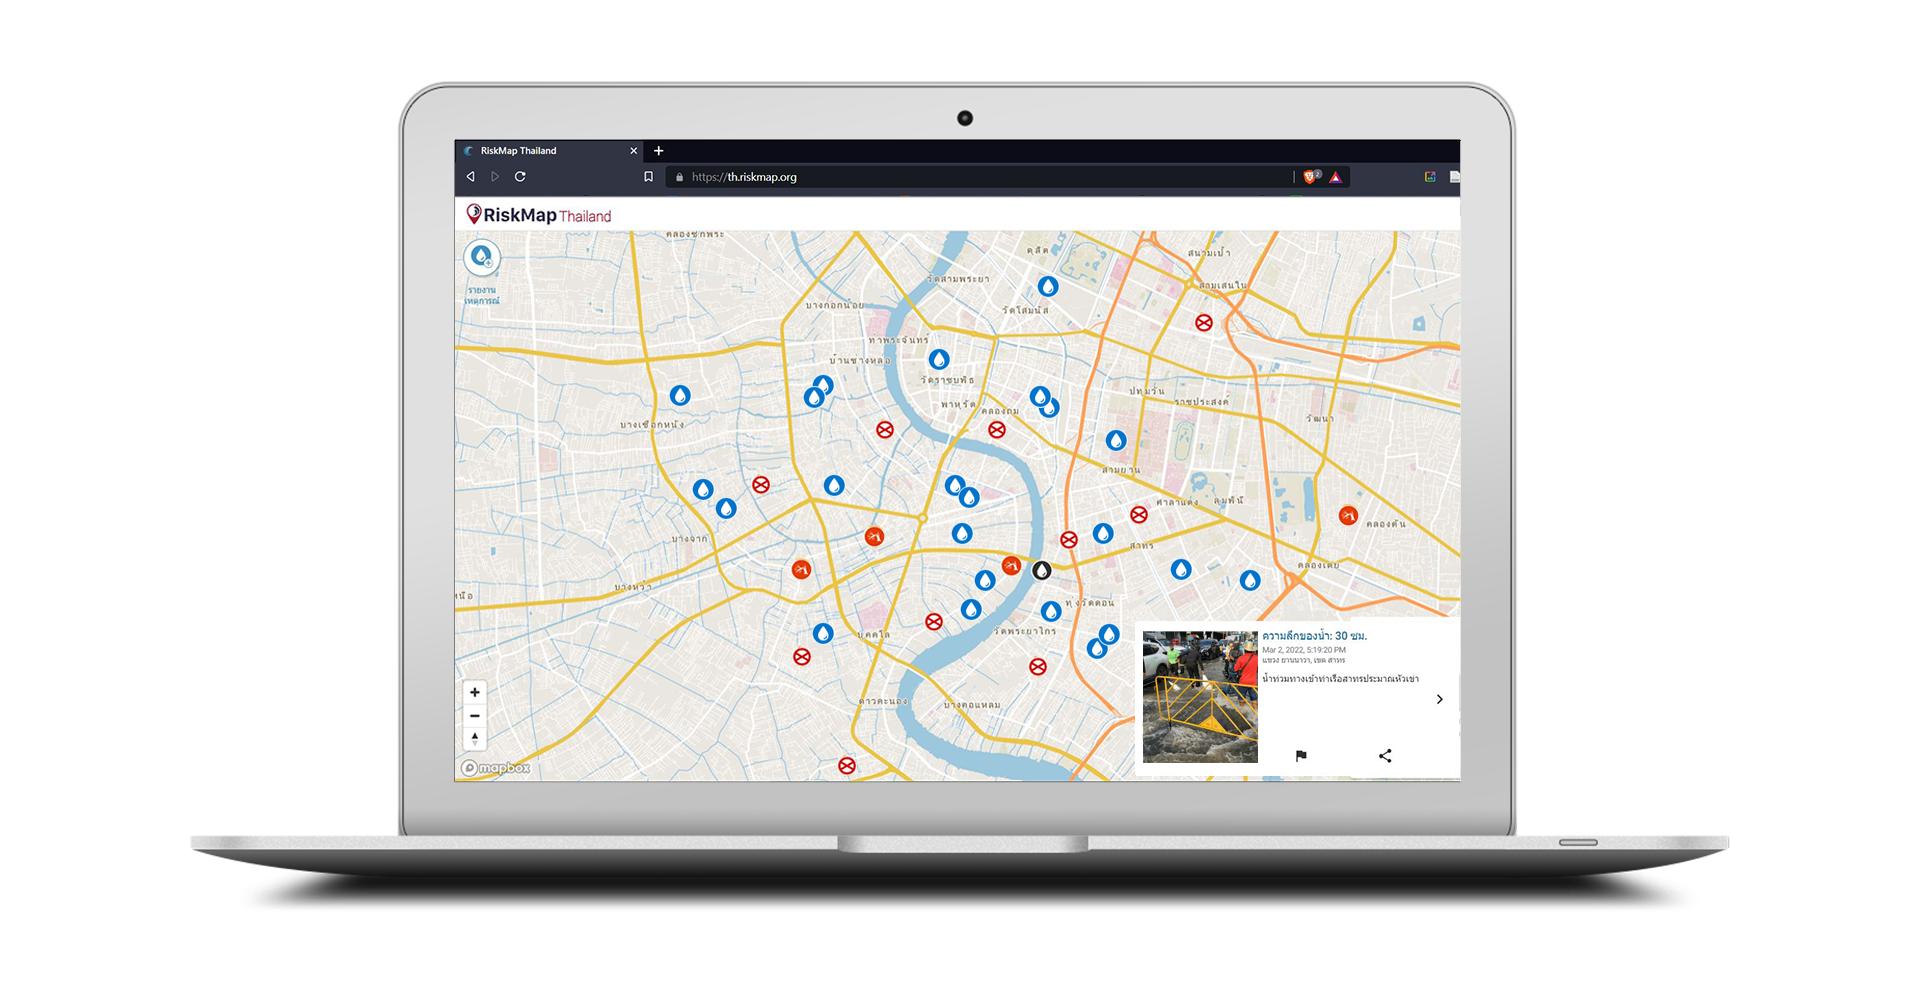 RiskMap Thailand
https://th.riskmap.org
2
RiskMap Thailand
รายงาน
เหตุการณ์
คลองชักพระ
ดุสิต
สนามเป้า
วัดสามพระยา
สามเสนใน
บางกอกน้อย
วัดโสมนัส
ท่าพระจันทร์
บ้านช่างหล่อ
วัดราชบพิธ
ปทุมวัน
ราชประสงค์
พาหุรัด
คลองถม
วัฒนา
บางเชือกหนัง
สามย่าน
ศาลาแดง
ลุมพินี
คลองตัน
บางจาก
สาทร
คลองเตย
บางหว้า
ทุ่งวัดดอน
บุคคโล
วัดพระยาไกร
ดาวคะนอง
บางคอแหลม
ความลึกของน้ำ: 30 ซม.
Mar 2, 2022, 5:19:20 PM
แขวง ยานนาวา, เขต สาทร
น้ำท่วมทางเข้าท่าเรือสาทรประมาณหัวเข่า
mapbox